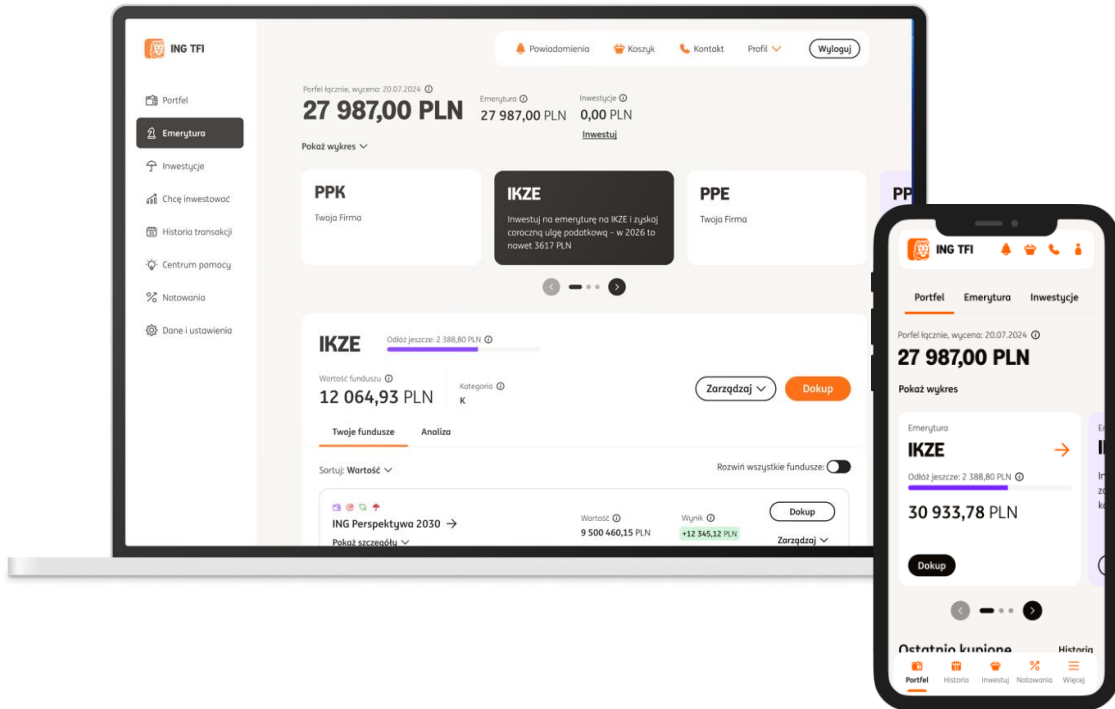 ING TFI
Powiadomienia
Koszyk
Kontakt
Profil
Wyloguj
Portfel
Emerytura
Inwestycje
Chcę inwestować
Historia transakcji
Centrum pomocy
Notowania
Dane i ustawienia
Porfel łącznie, wycena: 20.07.2024
27 987,00 PLN
Emerytura
27 987,00 PLN
Inwestycje
0,00 PLN
Inwestuj
Pokaż wykres
PPK
Twoja Firma
IKZE
Inwestuj na emeryturę na IKZE i zyskaj
coroczną ulgę podatkową – w 2026 to
nawet 3617 PLN
PPE
Twoja Firma
PP
IKZE
Odłóż jeszcze: 2 388,80 PLN
Wartość funduszu
12 064,93 PLN
Kategoria
K
Zarządzaj
Dokup
Twoje fundusze
Analiza
Sortuj: Wartość
Rozwiń wszystkie fundusze:
ING Perspektywa 2030
Pokaż szczegóły
Wartość
9 500 460,15 PLN
Wynik
+12 345,12 PLN
Dokup
Zarządzaj
ING TFI
Portfel
Emerytura
Inwestycje
Porfel łącznie, wycena: 20.07.2024
27 987,00 PLN
Pokaż wykres
Emerytura
IKZE
Odłóż jeszcze: 2 388,80 PLN
30 933,78 PLN
Dokup
Ostatnio kupione
Historia
Portfel
Historia
Inwestuj
Notowania
Więcej